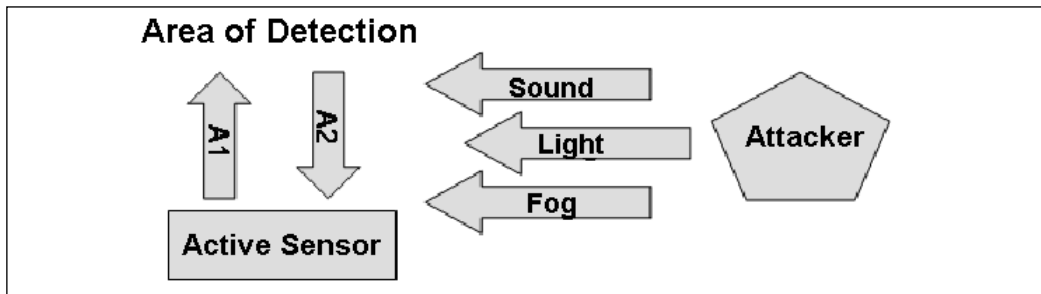 Area of Detection
A1
A2
Sound
Light
Fog
Attacker
Active Sensor